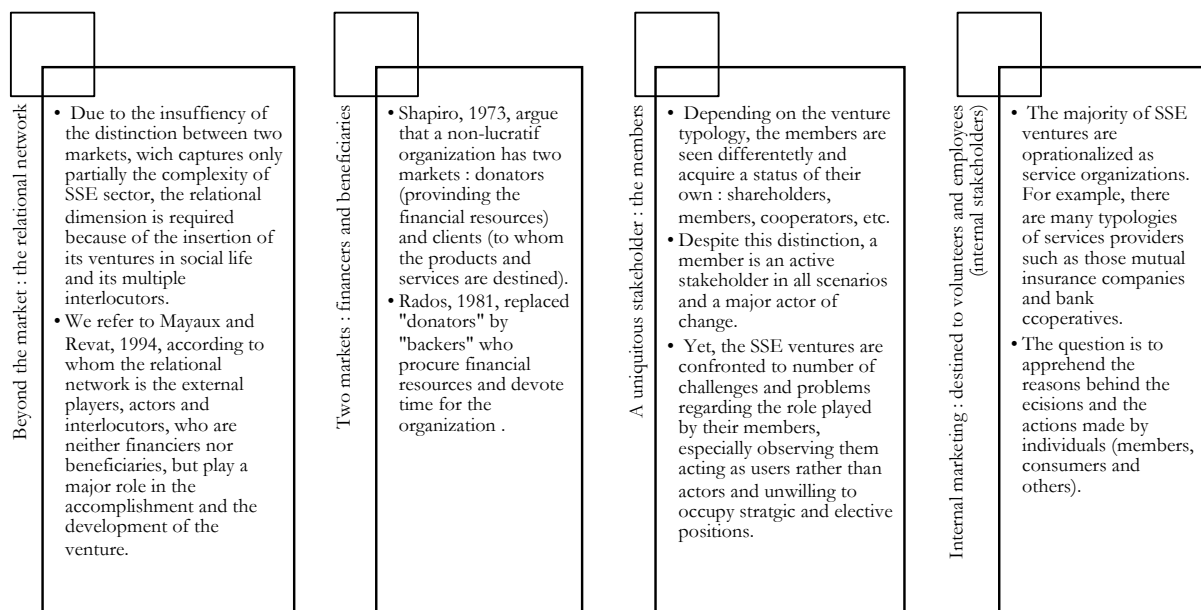 Beyond the market : the relational network
• Due to the insuffiency of
the distinction between two
markets, wich captures only
partially the complexity of
SSE sector, the relational
dimension is required
because of the insertion of
its ventures in social life
and its multiple
interlocutors.
• We refer to Mayaux and
Revat, 1994, according to
whom the relational
network is the external
players, actors and
interlocutors, who are
neither financiers nor
beneficiaries, but play a
major role in the
accomplishment and the
development of the
venture.
Two markets : financers and beneficiaries
• Shapiro, 1973, argue
that a non-lucratif
organization has two
markets : donators
(provinding the
financial resources)
and clients (to whom
the products and
services are destined).
• Rados, 1981, replaced
"donators" by
"backers" who
procure financial
resources and devote
time for the
organization .
A uniquitous stakeholder : the members
• Depending on the venture
typology, the members are
seen differentetly and
acquire a status of their
own : shareholders,
members, cooperators, etc.
• Despite this distinction, a
member is an active
stakeholder in all scenarios
and a major actor of
change.
• Yet, the SSE ventures are
confronted to number of
challenges and problems
regarding the role played
by their members,
especially observing them
acting as users rather than
actors and unwilling to
occupy stratgic and elective
positions.
Internal marketing : destined to volunteers and employees
(internal stakeholders)
• The majority of SSE
ventures are
oprationalized as
service organizations.
For example, there
are many typologies
of services providers
such as those mutual
insurance companies
and bank
ccoperatives.
• The question is to
apprehend the
reasons behind the
ecisions and the
actions made by
individuals (members,
consumers and
others).